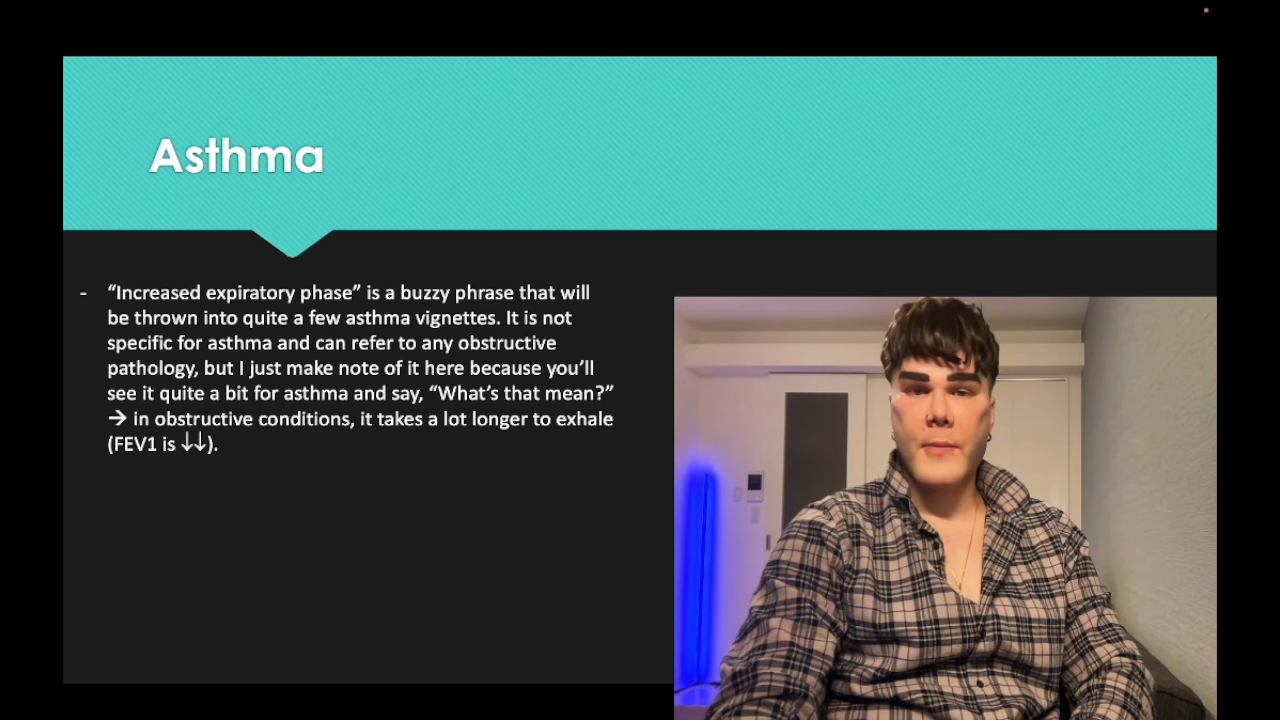 Asthma
- “Increased expiratory phase” is a buzzy phrase that will
be thrown into quite a few asthma vignettes. It is not
specific for asthma and can refer to any obstructive
pathology, but I just make note of it here because you’ll
see it quite a bit for asthma and say, “What’s that mean?”
→ in obstructive conditions, it takes a lot longer to exhale
(FEV1 is ↓↓).